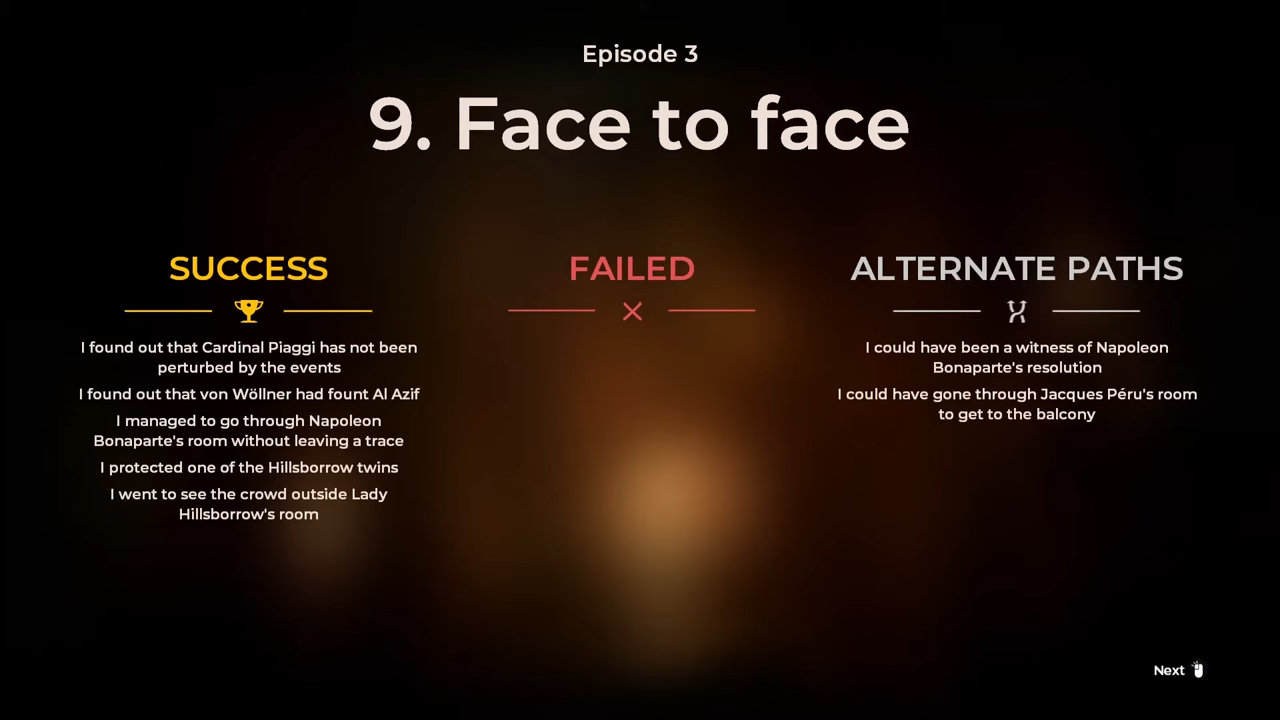 Episode 3
9. Face to face
SUCCESS
I found out that Cardinal Piaggi has not been
perturbed by the events
I found out that von Wöllner had fount Al Azif
I managed to go through Napoleon
Bonaparte's room without leaving a trace
I protected one of the Hillsborrow twins
I went to see the crowd outside Lady
Hillsborrow's room
FAILED
ALTERNATE PATHS
I could have been a witness of Napoleon
Bonaparte's resolution
I could have gone through Jacques Péru's room
to get to the balcony
Next